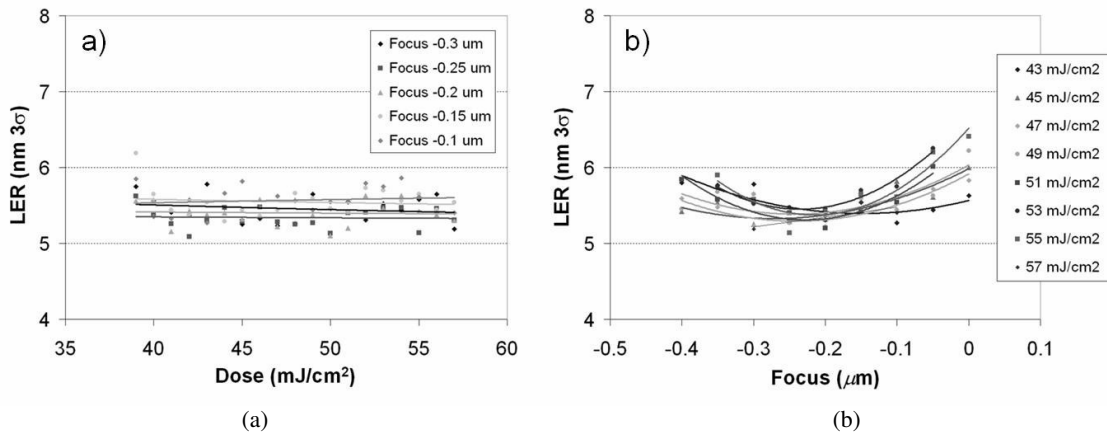 a)
8
7
6
5
4
LER (nm 3σ)
35 40 45 50 55 60
Dose (mJ/cm²)
Focus -0.3 um
Focus -0.25 um
Focus -0.2 um
Focus -0.15 um
Focus -0.1 um
(a)
b)
8
7
6
5
4
LER (nm 3σ)
-0.5 -0.4 -0.3 -0.2 -0.1 0 0.1
Focus (μm)
43 mJ/cm2
45 mJ/cm2
47 mJ/cm2
49 mJ/cm2
51 mJ/cm2
53 mJ/cm2
55 mJ/cm2
57 mJ/cm2
(b)